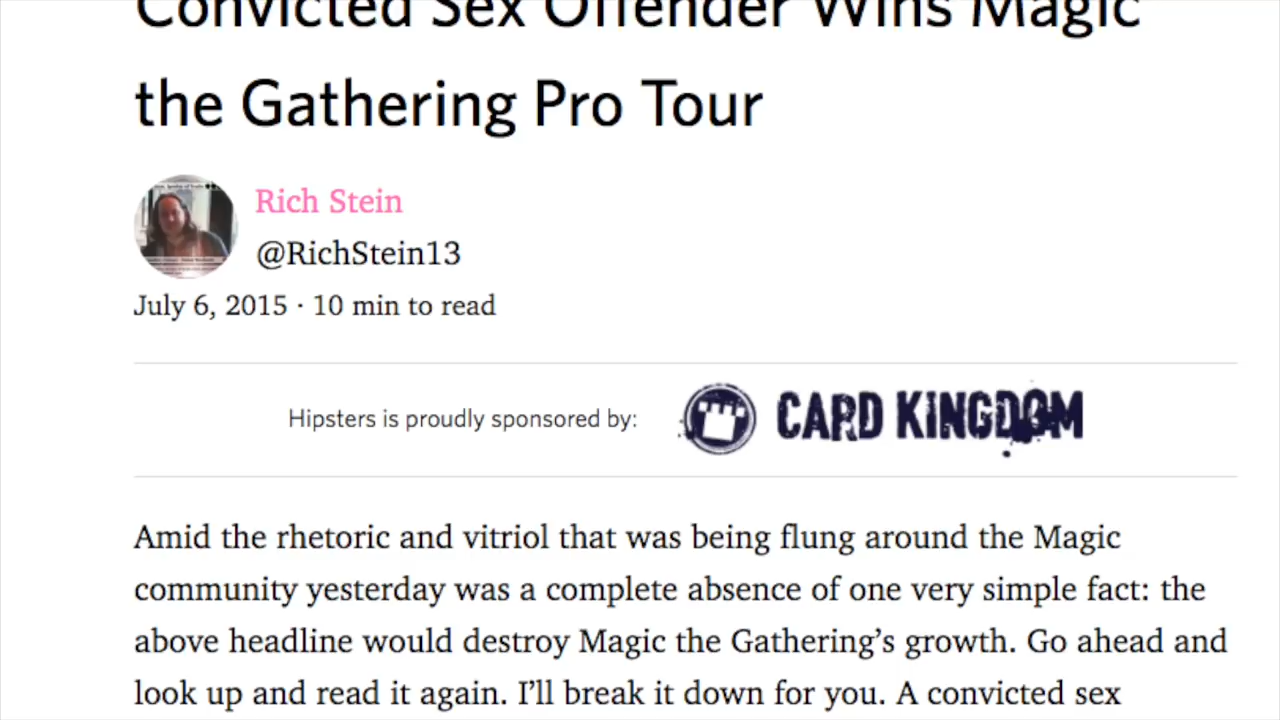 Convicted Sex Offender Wins Magic
the Gathering Pro Tour
Rich Stein
@RichStein13
July 6, 2015 · 10 min to read
Hipsters is proudly sponsored by:
CARD KINGDOM
Amid the rhetoric and vitriol that was being flung around the Magic
community yesterday was a complete absence of one very simple fact: the
above headline would destroy Magic the Gathering’s growth. Go ahead and
look up and read it again. I’ll break it down for you. A convicted sex